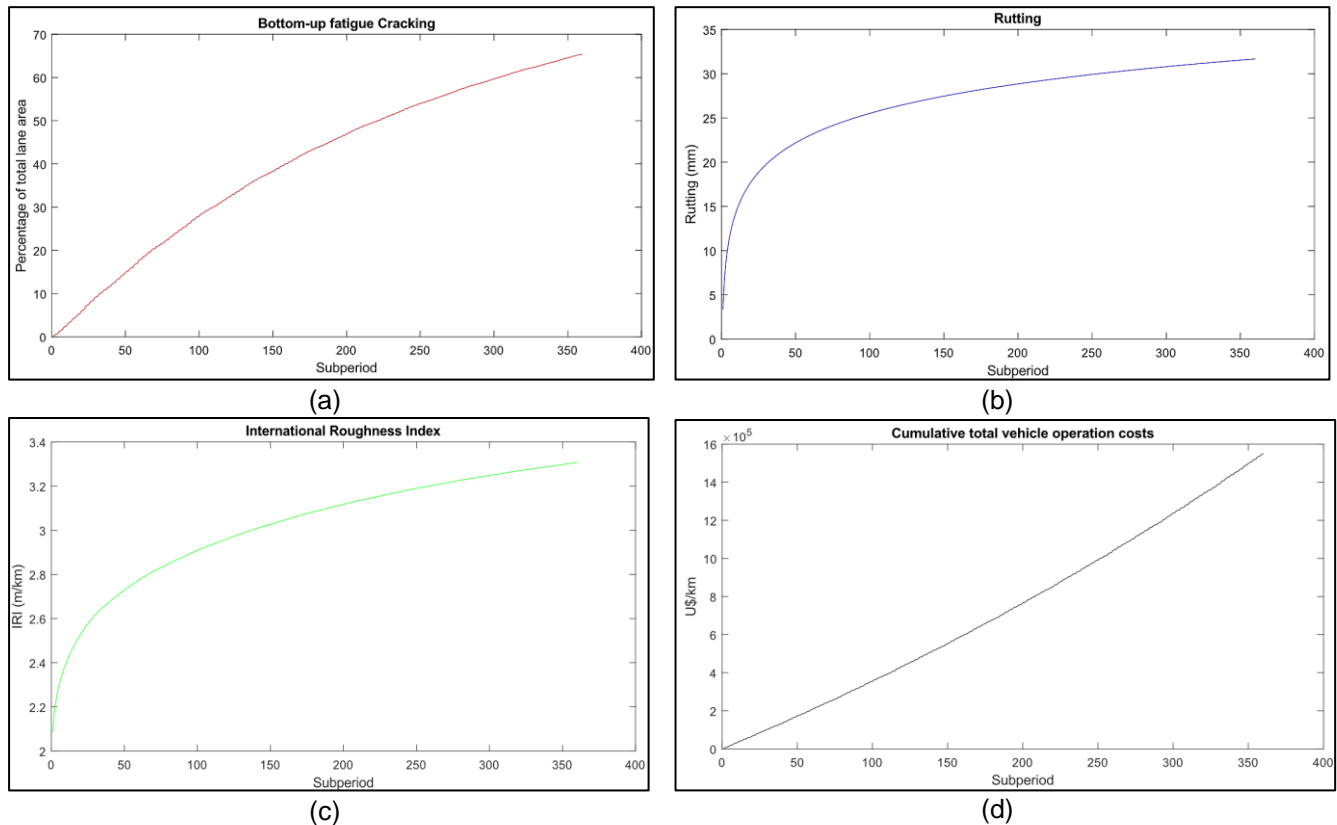 Bottom-up fatigue Cracking
70
60
50
40
30
20
10
0
Percentage of total lane area
0 50 100 150 200 250 300 350 400
Subperiod
(a)
Rutting
35
30
25
20
15
10
5
0
Rutting (mm)
0 50 100 150 200 250 300 350 400
Subperiod
(b)
International Roughness Index
3.4
3.2
3
2.8
2.6
2.4
2.2
2
IRI (m/km)
0 50 100 150 200 250 300 350 400
Subperiod
(c)
Cumulative total vehicle operation costs
× 10⁵
16
14
12
10
8
6
4
2
0
U$/km
0 50 100 150 200 250 300 350 400
Subperiod
(d)